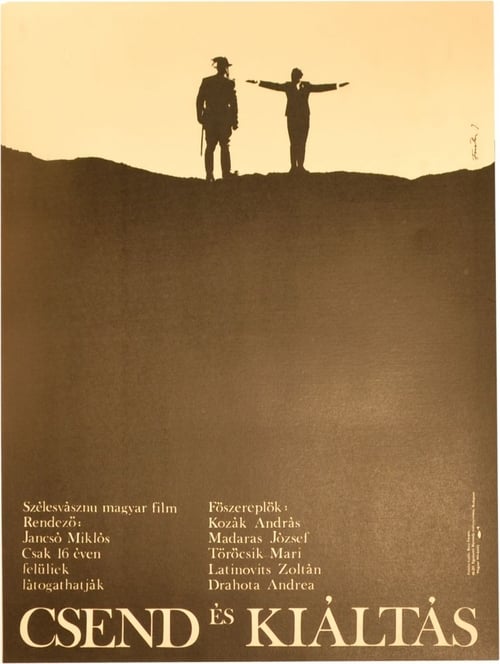 Szélesvásznu magyar film
Rendező:
Jancsó Miklós
Csak 16 éven
felüliek
látogathatják
Főszereplők:
Kozák András
Madaras József
Töröcsik Mari
Latinovits Zoltán
Drahota Andrea
CSEND ÉS KIÁLTÁS